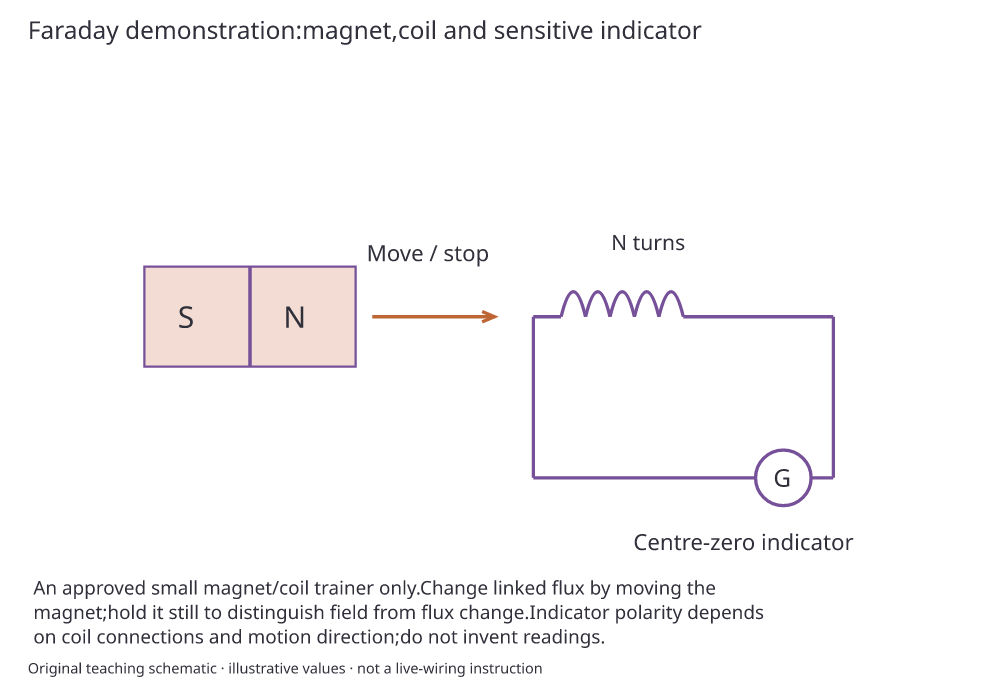 Faraday demonstration:magnet,coil and sensitive indicator
N turns
Move / stop
S N
G
Centre-zero indicator
An approved small magnet/coil trainer only.Change linked flux by moving the
magnet;hold it still to distinguish field from flux change.Indicator polarity depends
on coil connections and motion direction;do not invent readings.
Original teaching schematic · illustrative values · not a live-wiring instruction